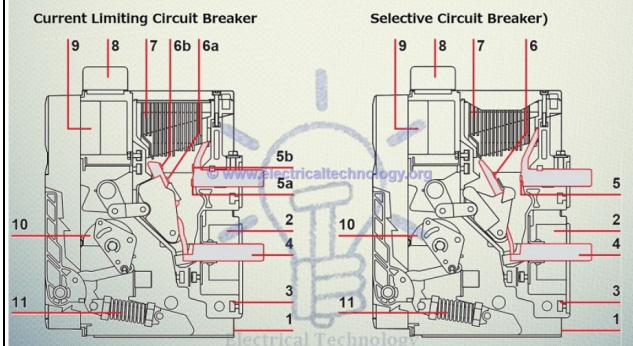 Current Limiting Circuit Breaker
Selective Circuit Breaker)
9 8 7 6b 6a
9 8 7 6
5b
5a
5
© www.electricaltechnology.org
10 2
10 2
4
4
11 3
11 3
1
1
Electrical Technology